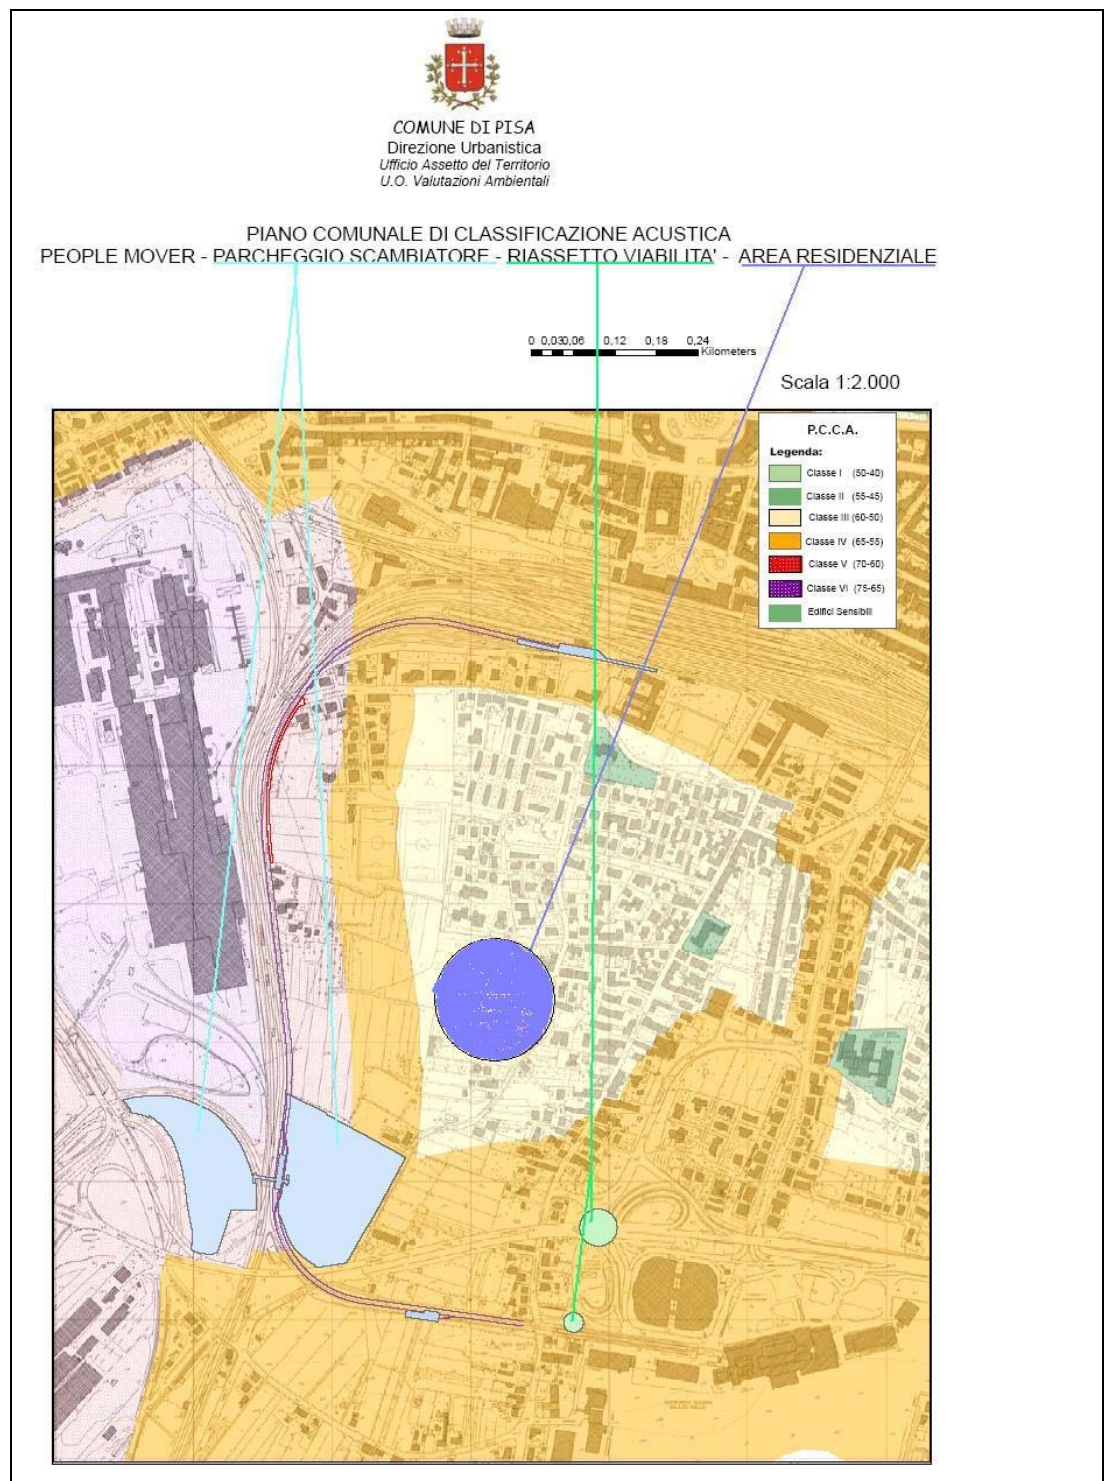 COMUNE DI PISA
Direzione Urbanistica
Ufficio Assetto del Territorio
U.O. Valutazioni Ambientali
PIANO COMUNALE DI CLASSIFICAZIONE ACUSTICA
PEOPLE MOVER - PARCHEGGIO SCAMBIATORE - RIASSETTO VIABILITA' - AREA RESIDENZIALE
0 0,030,06 0,12 0,18 0,24
Kilometers
Scala 1:2.000
P.C.C.A.
Legenda:
Classe I (50-40)
Classe II (55-45)
Classe III (60-50)
Classe IV (65-55)
Classe V (70-60)
Classe VI (75-65)
Edifici Sensibili